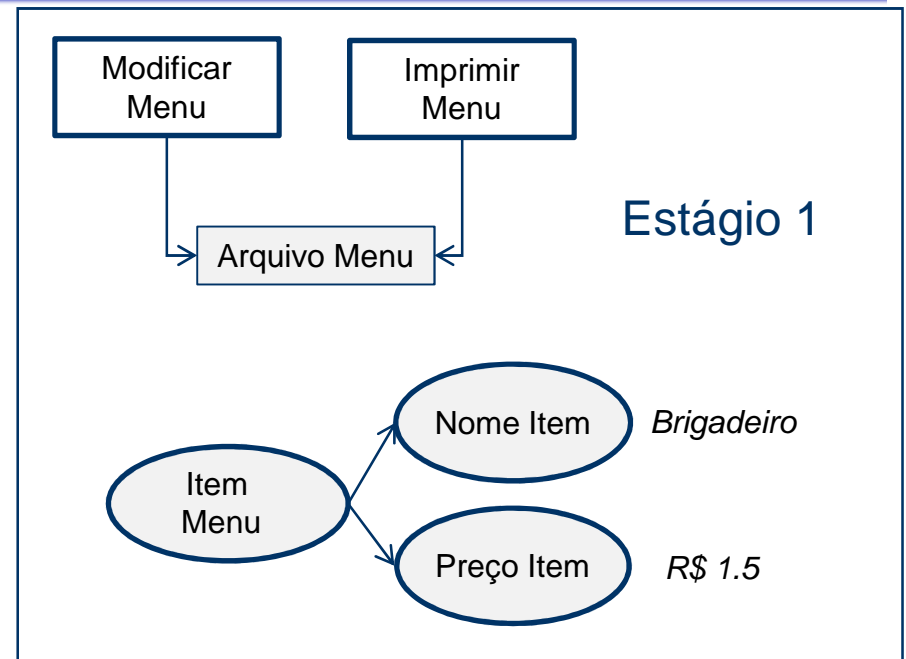 Modificar
Menu
Imprimir
Menu
Estágio 1
Arquivo Menu
Nome Item
Brigadeiro
Item
Menu
Preço Item
R$ 1.5